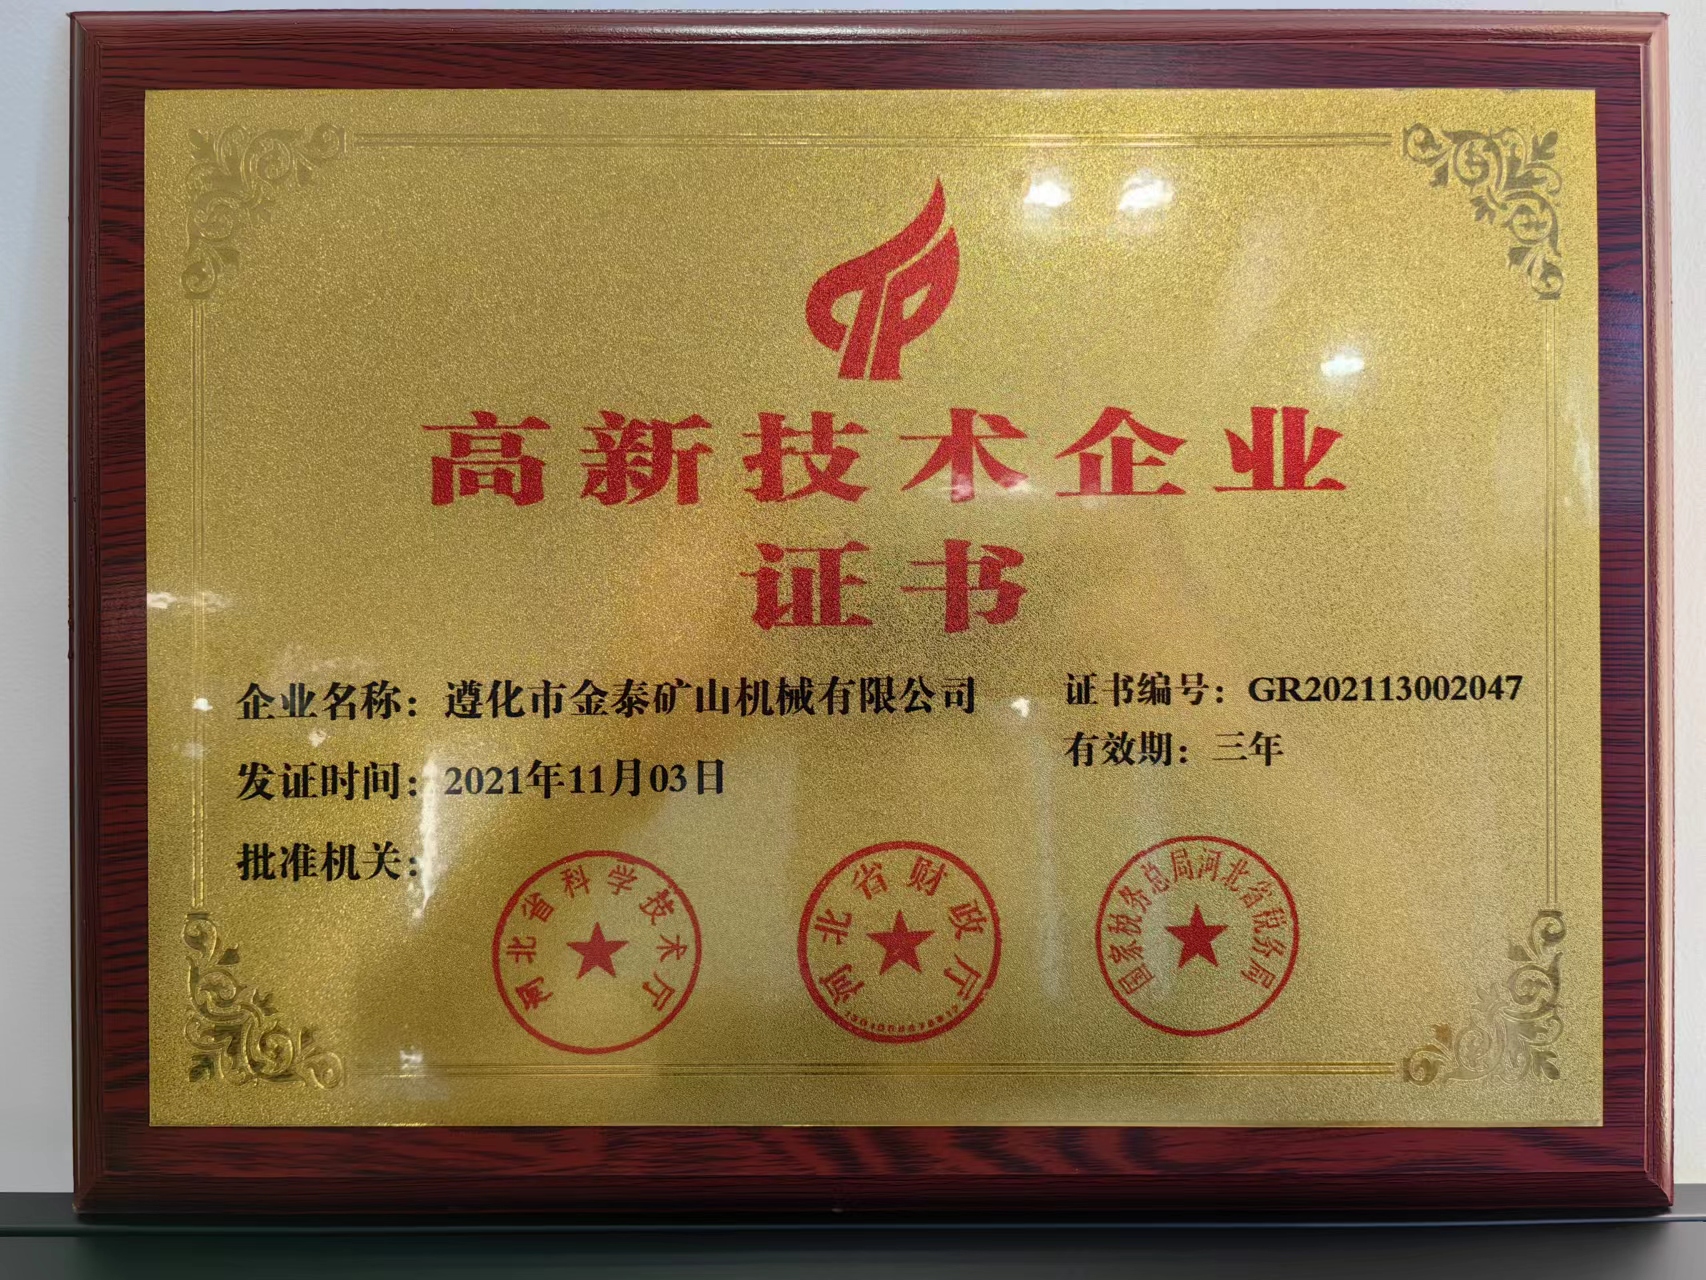 高新技术企业
证书
企业名称：遵化市金泰矿山机械有限公司
证书编号：GR202113002047
发证时间：2021年11月03日
有效期：三年
批准机关：
河北省科学技术厅
河北省财政厅
国家税务总局河北省税务局